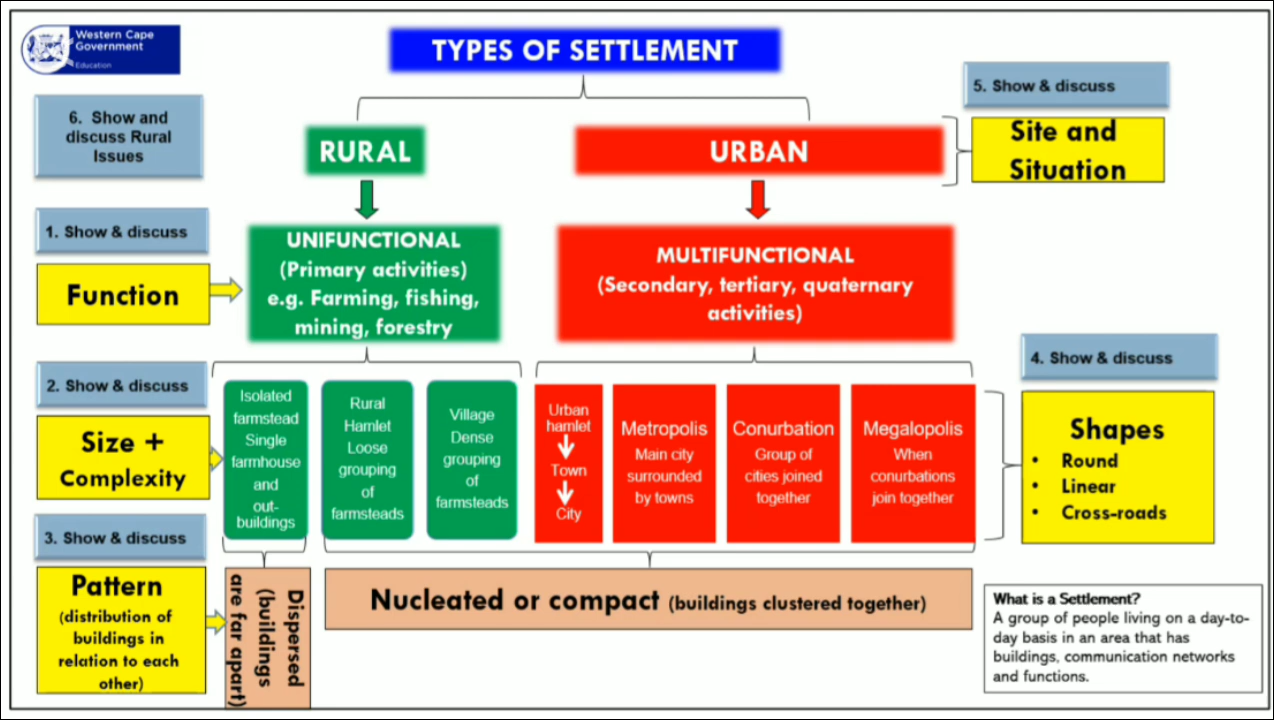 Western Cape
Government
Education
TYPES OF SETTLEMENT
5. Show & discuss
6. Show and
discuss Rural
Issues
RURAL
URBAN
Site and
Situation
1. Show & discuss
Function
UNIFUNCTIONAL
(Primary activities)
e.g. Farming, fishing,
mining, forestry
MULTIFUNCTIONAL
(Secondary, tertiary, quaternary
activities)
2. Show & discuss
Size +
Complexity
Isolated
farmstead
Single
farmhouse
and
out-
buildings
Rural
Hamlet
Loose
grouping
of
farmsteads
Village
Dense
grouping
of
farmsteads
Urban
hamlet
Town
City
Metropolis
Main city
surrounded
by towns
Conurbation
Group of
cities joined
together
Megalopolis
When
conurbations
join together
4. Show & discuss
Shapes
• Round
• Linear
• Cross-roads
3. Show & discuss
Pattern
(distribution of
buildings in
relation to each
other)
Dispersed
(buildings
are far apart)
Nucleated or compact (buildings clustered together)
What is a Settlement?
A group of people living on a day-to-
day basis in an area that has
buildings, communication networks
and functions.